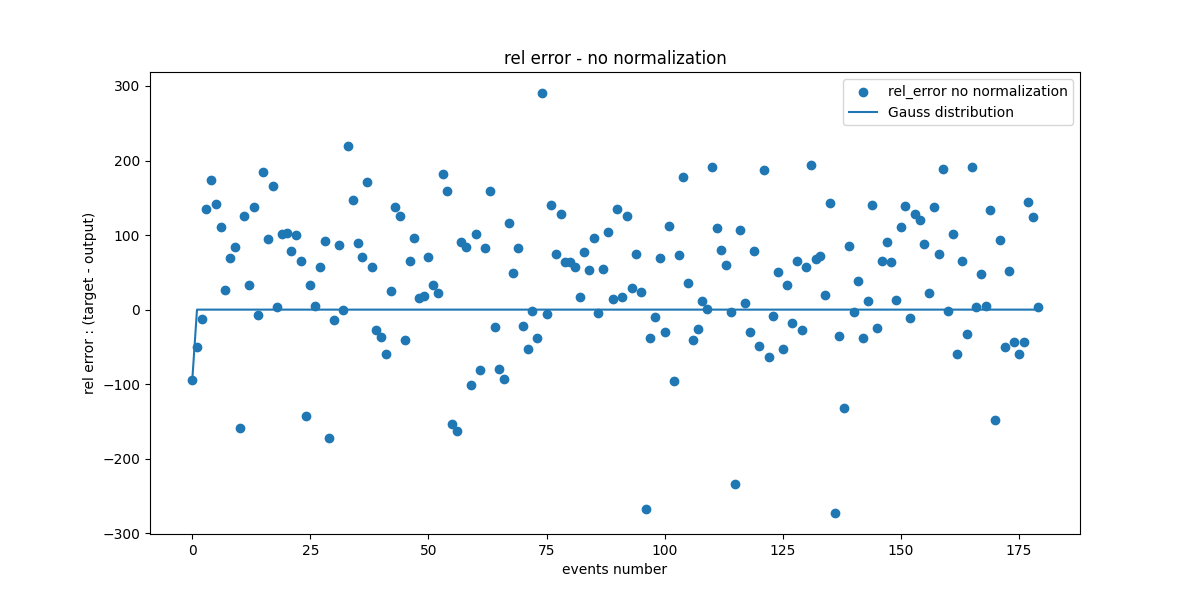 rel error - no normalization
rel_error no normalization
Gauss distribution
rel error : (target - output)
300
200
100
0
−100
−200
−300
0 25 50 75 100 125 150 175
events number